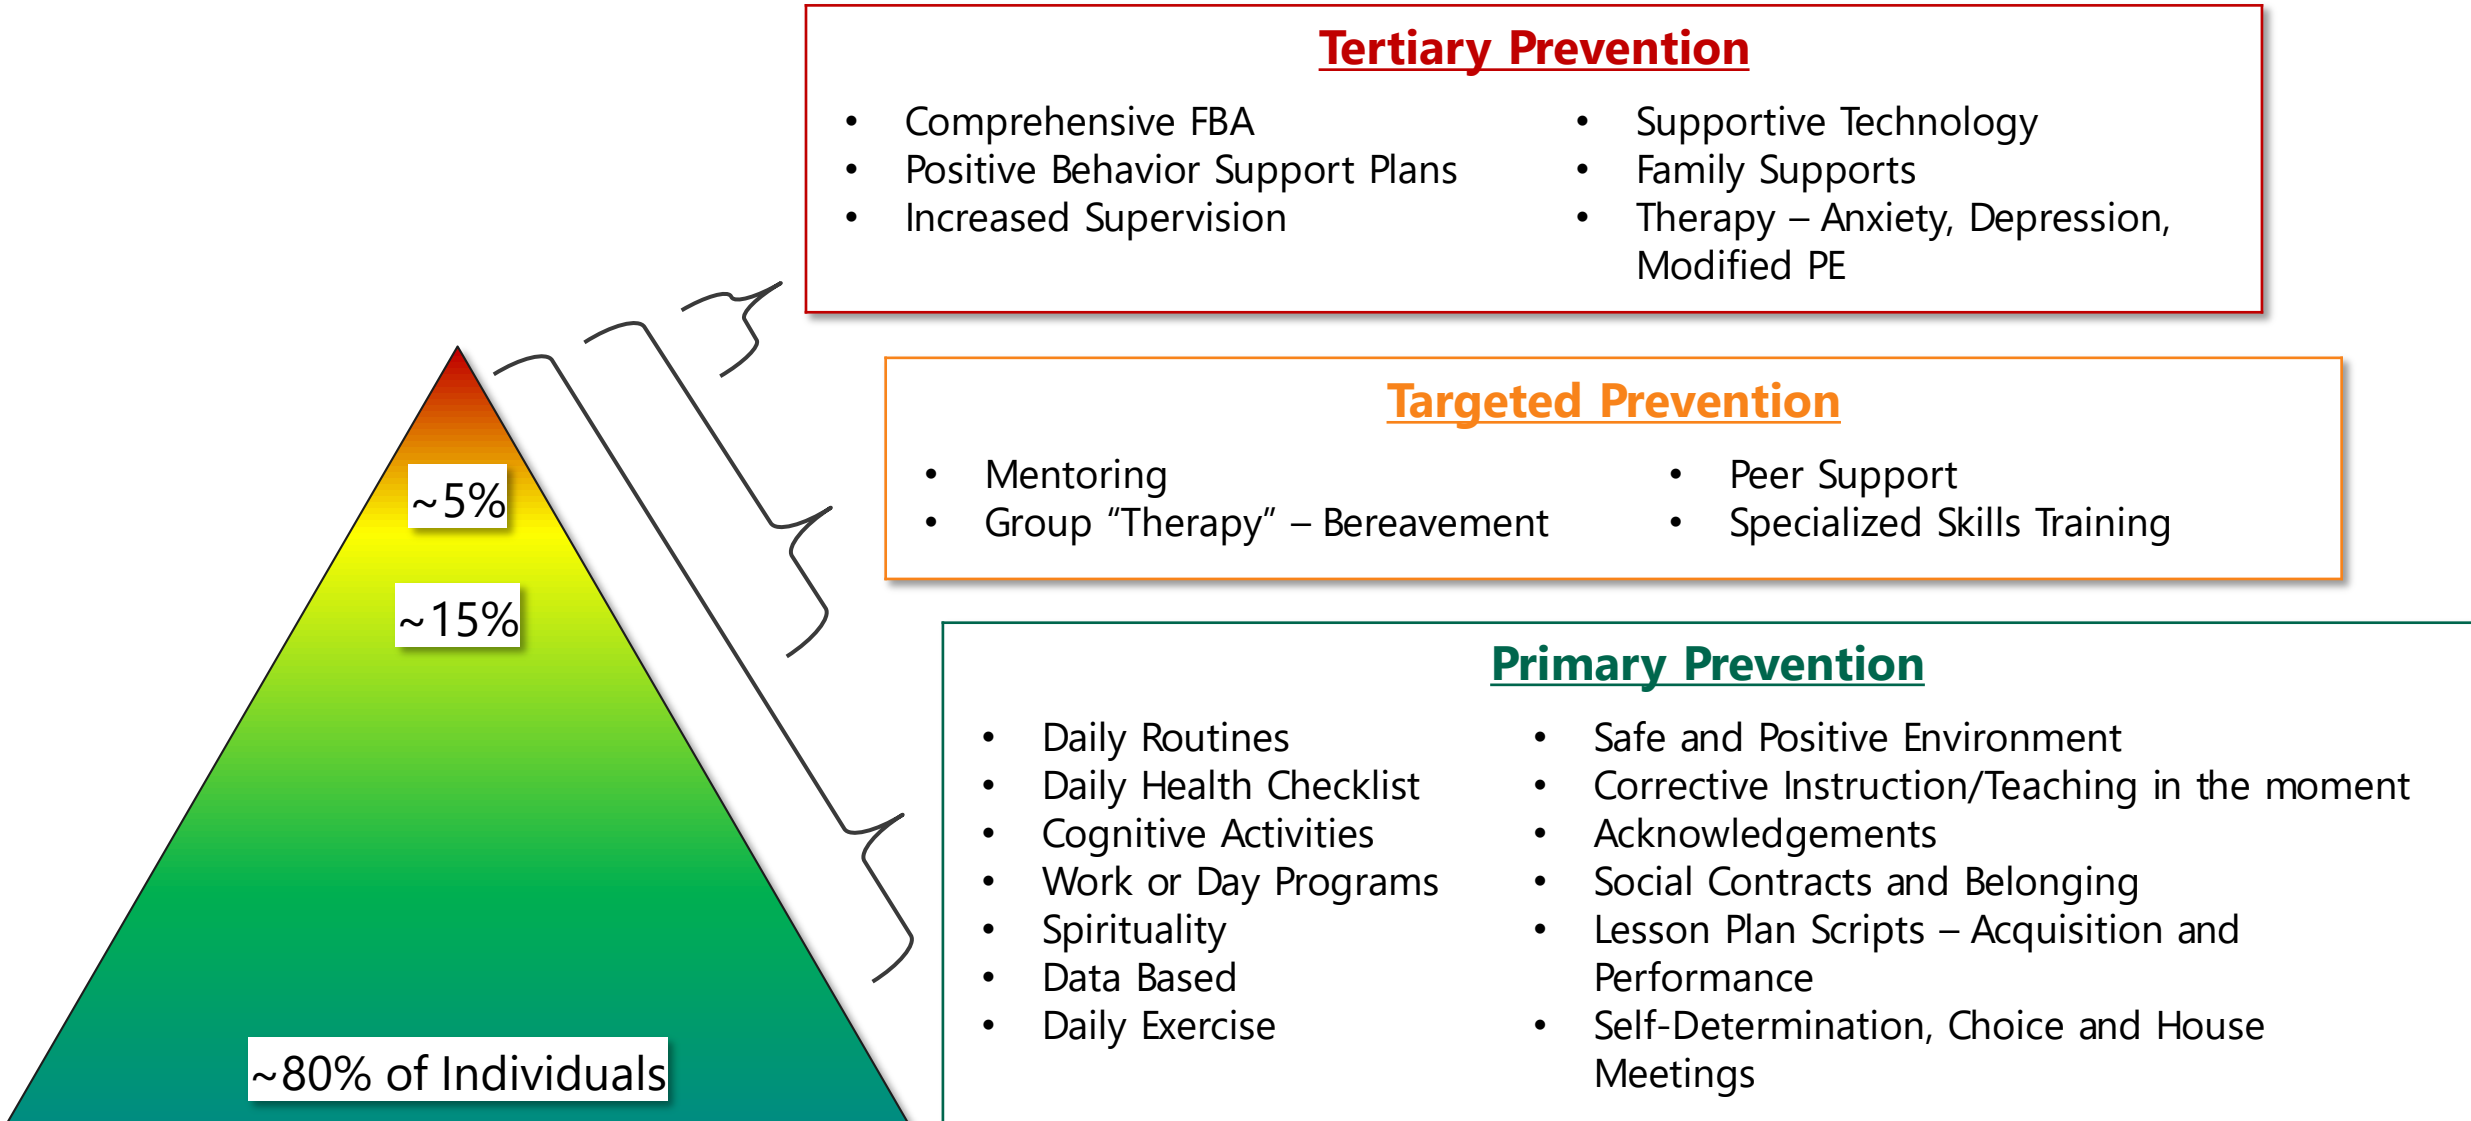 Tertiary Prevention
• Comprehensive FBA
• Positive Behavior Support Plans
• Increased Supervision
• Supportive Technology
• Family Supports
• Therapy – Anxiety, Depression,
Modified PE
Targeted Prevention
• Mentoring
• Group “Therapy” – Bereavement
• Peer Support
• Specialized Skills Training
Primary Prevention
• Daily Routines
• Daily Health Checklist
• Cognitive Activities
• Work or Day Programs
• Spirituality
• Data Based
• Daily Exercise
• Safe and Positive Environment
• Corrective Instruction/Teaching in the moment
• Acknowledgements
• Social Contracts and Belonging
• Lesson Plan Scripts – Acquisition and
Performance
• Self-Determination, Choice and House
Meetings
~5%
~15%
~80% of Individuals